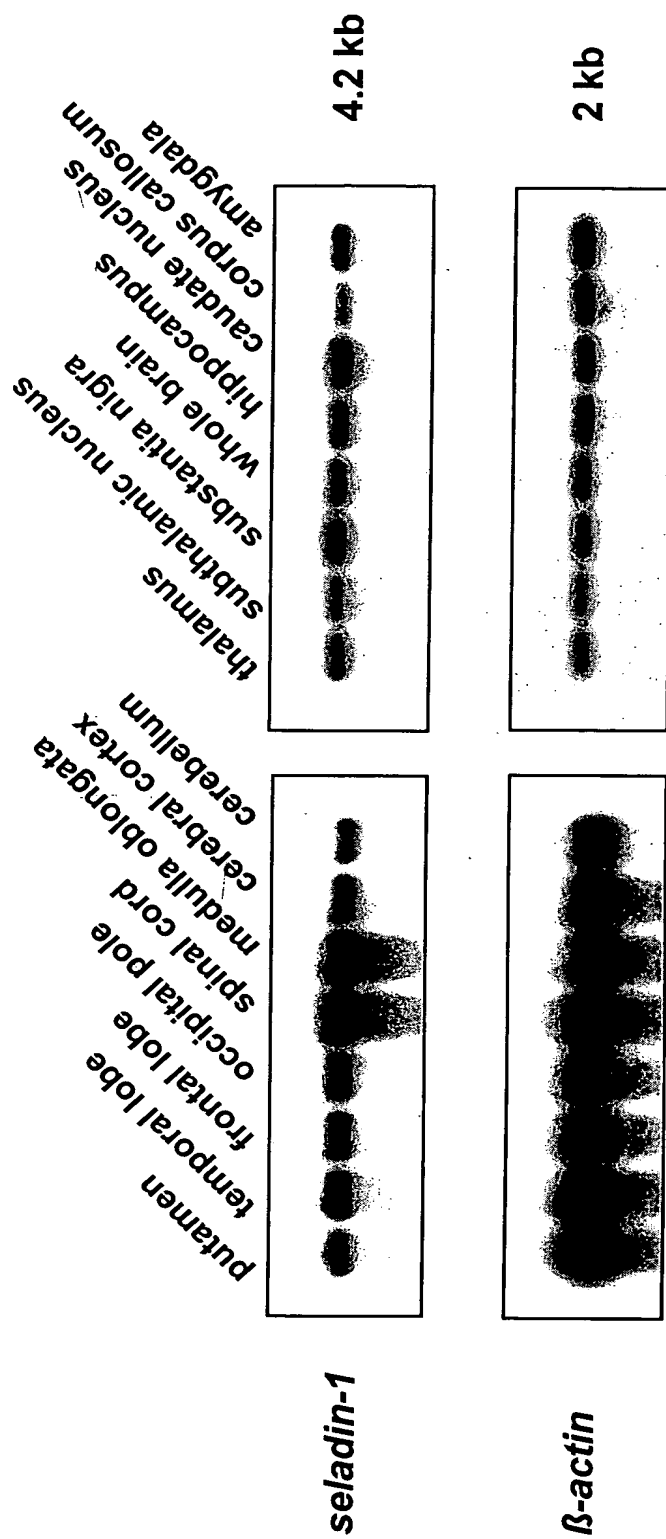 putamen
temporal lobe
frontal lobe
occipital pole
spinal cord
medulla oblongata
cerebral cortex
cerebellum
thalamus
subthalamic nucleus
substantia nigra
whole brain
hippocampus
caudate nucleus
corpus callosum
amygdala
seladin-1
4.2 kb
ß-actin
2 kb